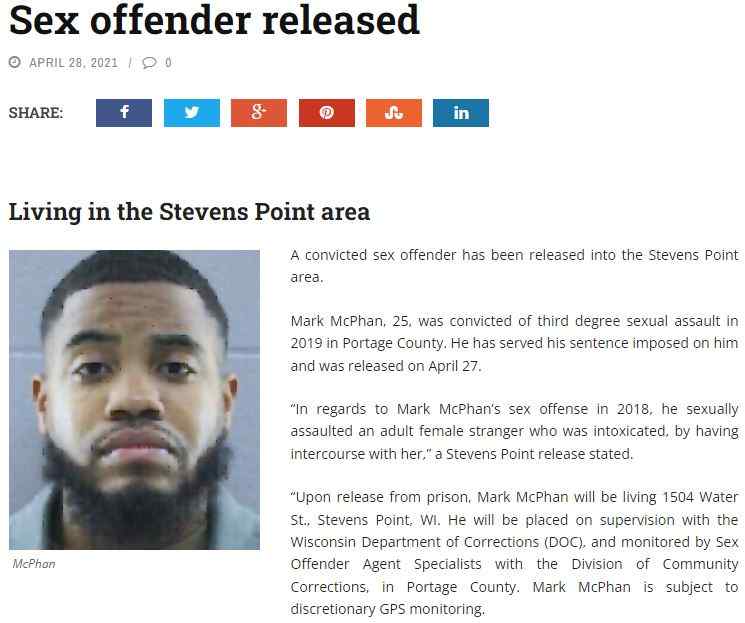 Sex offender released
APRIL 28, 2021 / 0
SHARE: f g+ in
Living in the Stevens Point area
A convicted sex offender has been released into the Stevens Point
area.
Mark McPhan, 25, was convicted of third degree sexual assault in
2019 in Portage County. He has served his sentence imposed on him
and was released on April 27.
“In regards to Mark McPhan’s sex offense in 2018, he sexually
assaulted an adult female stranger who was intoxicated, by having
intercourse with her,” a Stevens Point release stated.
“Upon release from prison, Mark McPhan will be living 1504 Water
St., Stevens Point, WI. He will be placed on supervision with the
Wisconsin Department of Corrections (DOC), and monitored by Sex
Offender Agent Specialists with the Division of Community
Corrections, in Portage County. Mark McPhan is subject to
discretionary GPS monitoring.
McPhan